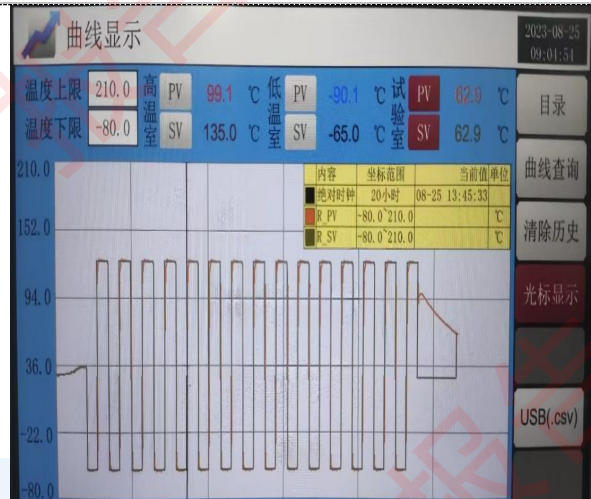 曲线显示
2023-08-25
09:01:51
温度上限 210.0 高温室 PV 99.1 ℃ 低温室 PV -90.1 ℃ 试验室 PV 62.9 ℃
温度下限 -80.0 SV 135.0 ℃ SV -65.0 ℃ SV 62.9 ℃
目录
曲线查询
清除历史
光标显示
USB(.csv)
内容 坐标范围 当前值 单位
绝对时钟 20小时 08-25 13:45:33
R_PV -80.0~210.0 ℃
R_SV -80.0~210.0 ℃
210.0
152.0
94.0
36.0
-22.0
-80.0
报告